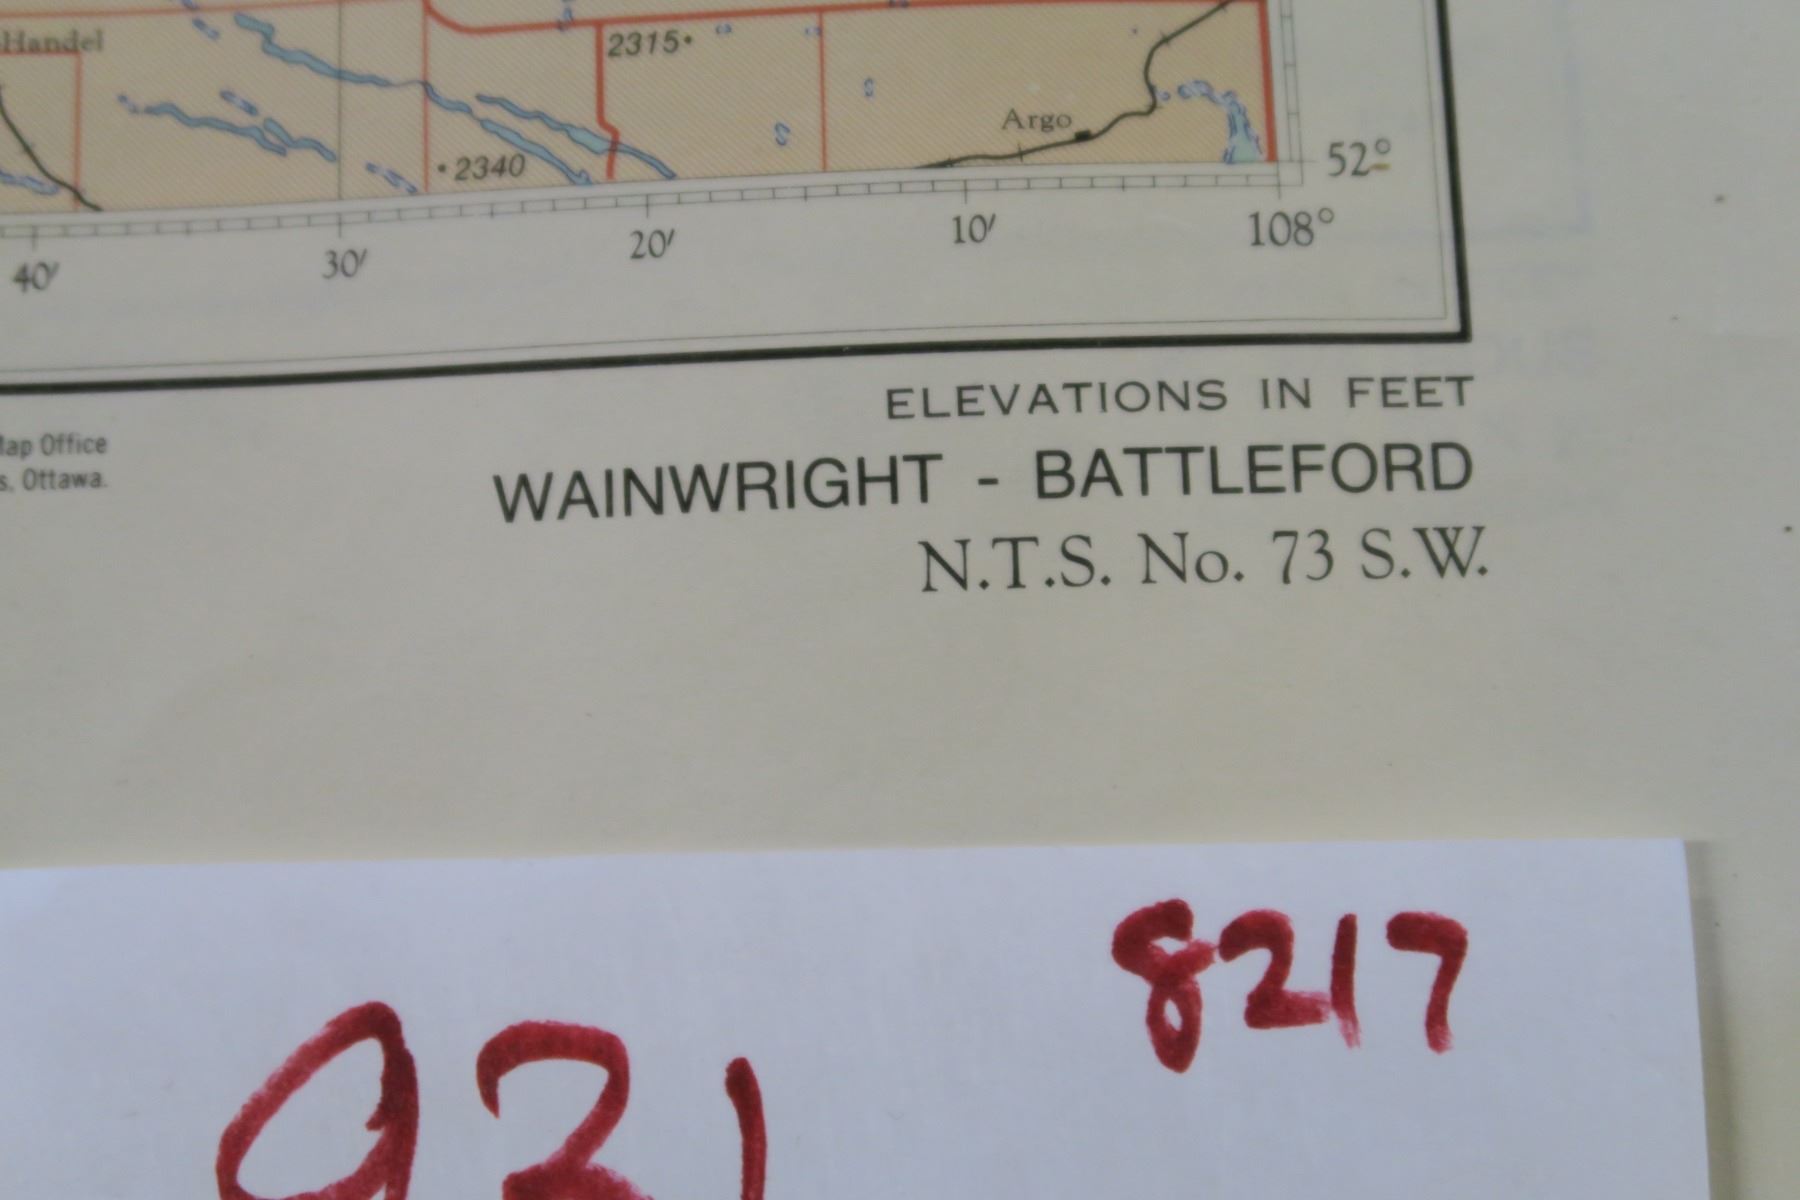 Handel
2315
Argo
2340
52°
40′
30′
20′
10′
108°
ELEVATIONS IN FEET
Map Office
s, Ottawa.
WAINWRIGHT - BATTLEFORD
N.T.S. No. 73 S.W.
8217